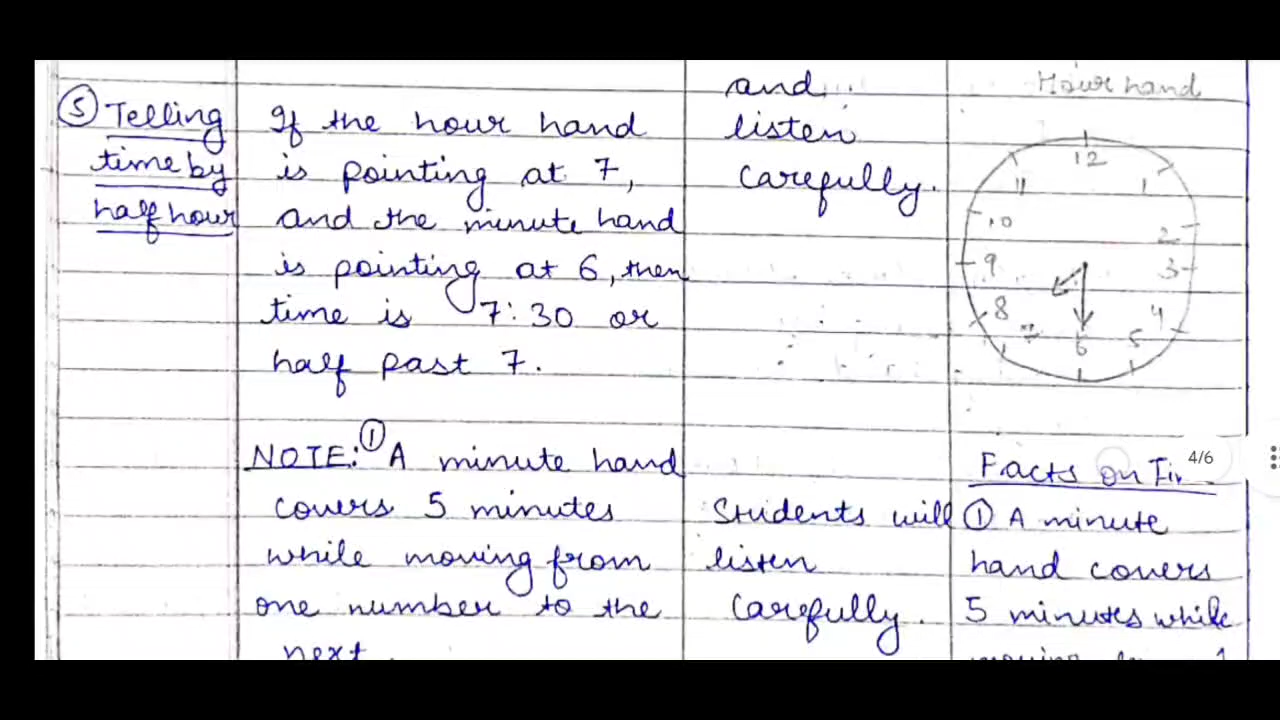 ⑤ Telling
time by
half hour
If the hour hand
is pointing at 7,
and the minute hand
is pointing at 6, then
time is 7:30 or
half past 7.
NOTE: ① A minute hand
covers 5 minutes
while moving from
one number to the
next.
and
listen
carefully.
Students will
listen
carefully.
Hour hand
12
11
1
10
2
9
3
8
4
7
6
5
4/6
Facts on
① A minute
hand covers
5 minutes while